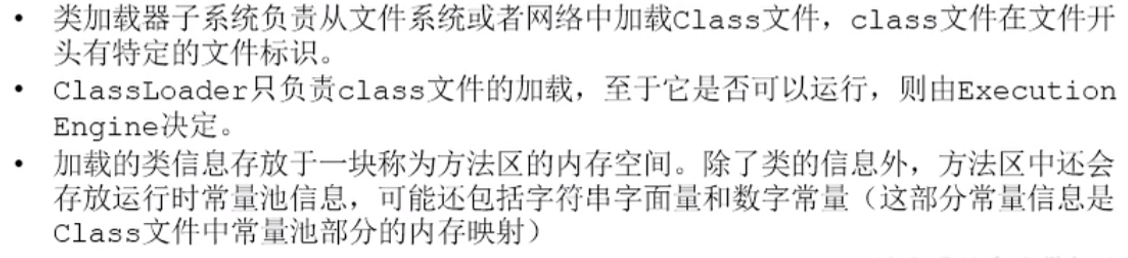 • 类加载器子系统负责从文件系统或者网络中加载Class文件，class文件在文件开
头有特定的文件标识。
• ClassLoader只负责class文件的加载，至于它是否可以运行，则由Execution
Engine决定。
• 加载的类信息存放于一块称为方法区的内存空间。除了类的信息外，方法区中还会
存放运行时常量池信息，可能还包括字符串字面量和数字常量（这部分常量信息是
Class文件中常量池部分的内存映射）